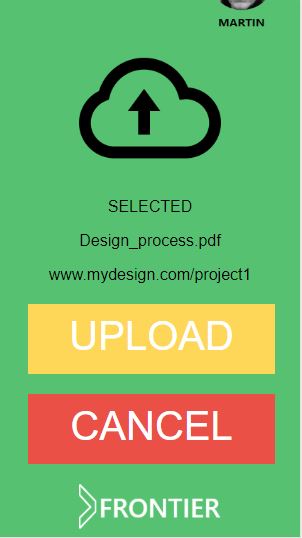 MARTIN
SELECTED
Design_process.pdf
www.mydesign.com/project1
UPLOAD
CANCEL
FRONTIER